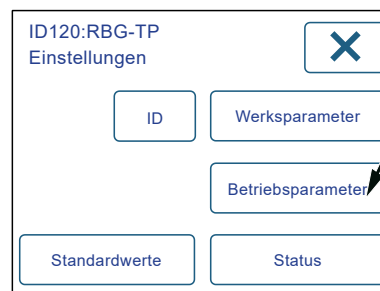 ID120:RBG-TP
Einstellungen
ID
Werksparameter
Betriebsparameter
Standardwerte
Status